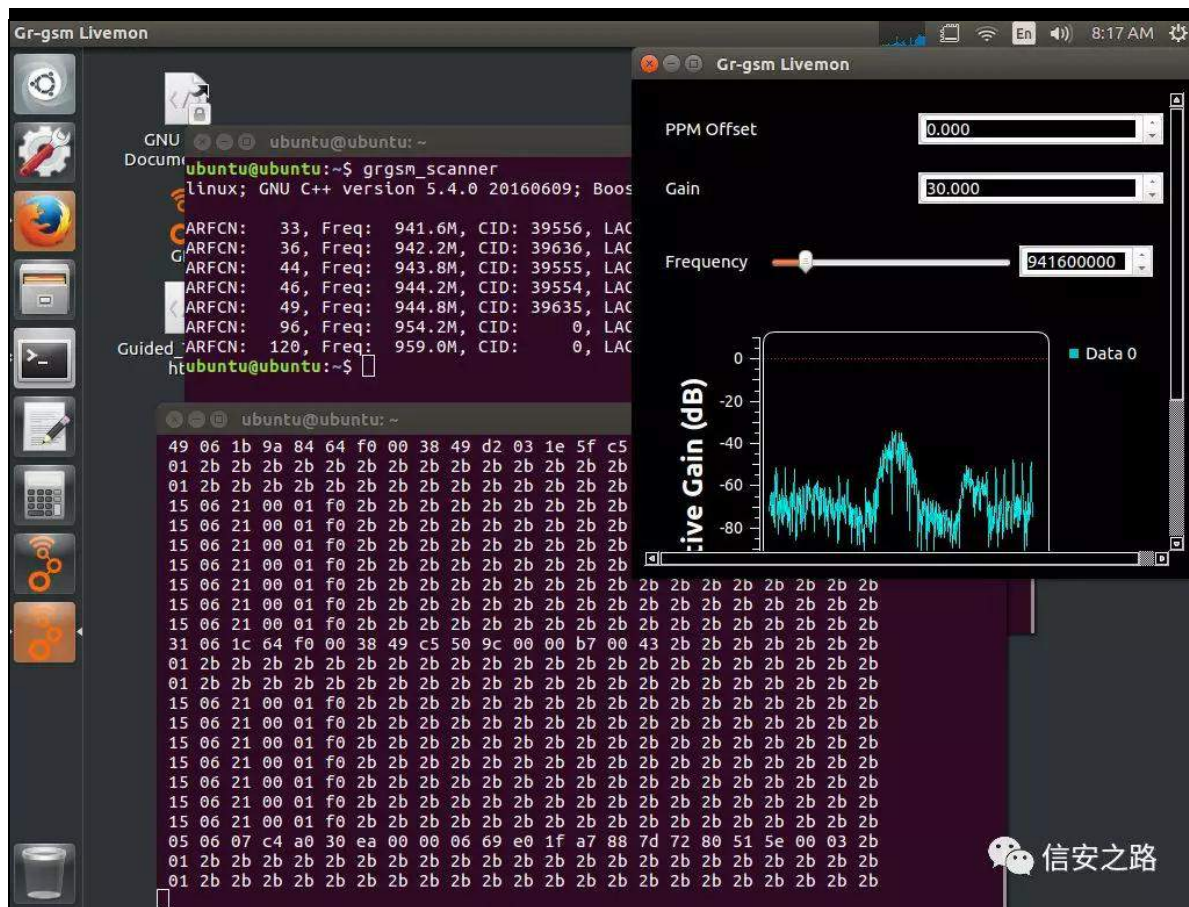 Gr-gsm Livemon
En
8:17 AM
GNU
Docume
G
Guided_
ht
ubuntu@ubuntu: ~
ubuntu@ubuntu:~$ grgsm_scanner
linux; GNU C++ version 5.4.0 20160609; Boos
ARFCN: 33, Freq: 941.6M, CID: 39556, LAC
ARFCN: 36, Freq: 942.2M, CID: 39636, LAC
ARFCN: 44, Freq: 943.8M, CID: 39555, LAC
ARFCN: 46, Freq: 944.2M, CID: 39554, LAC
ARFCN: 49, Freq: 944.8M, CID: 39635, LAC
ARFCN: 96, Freq: 954.2M, CID: 0, LAC
ARFCN: 120, Freq: 959.0M, CID: 0, LAC
ubuntu@ubuntu:~$
Gr-gsm Livemon
PPM Offset
0.000
Gain
30.000
Frequency
941600000
0
-20
-40
-60
-80
ive Gain (dB)
Data 0
ubuntu@ubuntu: ~
49 06 1b 9a 84 64 f0 00 38 49 d2 03 1e 5f c5
01 2b 2b 2b 2b 2b 2b 2b 2b 2b 2b 2b 2b 2b 2b
01 2b 2b 2b 2b 2b 2b 2b 2b 2b 2b 2b 2b 2b 2b
15 06 21 00 01 f0 2b 2b 2b 2b 2b 2b 2b 2b 2b
15 06 21 00 01 f0 2b 2b 2b 2b 2b 2b 2b 2b 2b
15 06 21 00 01 f0 2b 2b 2b 2b 2b 2b 2b 2b 2b
15 06 21 00 01 f0 2b 2b 2b 2b 2b 2b 2b 2b 2b
15 06 21 00 01 f0 2b 2b 2b 2b 2b 2b 2b 2b 2b 2b 2b 2b 2b 2b 2b 2b 2b
15 06 21 00 01 f0 2b 2b 2b 2b 2b 2b 2b 2b 2b 2b 2b 2b 2b 2b 2b 2b 2b
15 06 21 00 01 f0 2b 2b 2b 2b 2b 2b 2b 2b 2b 2b 2b 2b 2b 2b 2b 2b 2b
31 06 1c 64 f0 00 38 49 c5 50 9c 00 00 b7 00 43 2b 2b 2b 2b 2b 2b 2b
01 2b 2b 2b 2b 2b 2b 2b 2b 2b 2b 2b 2b 2b 2b 2b 2b 2b 2b 2b 2b 2b 2b
01 2b 2b 2b 2b 2b 2b 2b 2b 2b 2b 2b 2b 2b 2b 2b 2b 2b 2b 2b 2b 2b 2b
15 06 21 00 01 f0 2b 2b 2b 2b 2b 2b 2b 2b 2b 2b 2b 2b 2b 2b 2b 2b 2b
15 06 21 00 01 f0 2b 2b 2b 2b 2b 2b 2b 2b 2b 2b 2b 2b 2b 2b 2b 2b 2b
15 06 21 00 01 f0 2b 2b 2b 2b 2b 2b 2b 2b 2b 2b 2b 2b 2b 2b 2b 2b 2b
15 06 21 00 01 f0 2b 2b 2b 2b 2b 2b 2b 2b 2b 2b 2b 2b 2b 2b 2b 2b 2b
15 06 21 00 01 f0 2b 2b 2b 2b 2b 2b 2b 2b 2b 2b 2b 2b 2b 2b 2b 2b 2b
15 06 21 00 01 f0 2b 2b 2b 2b 2b 2b 2b 2b 2b 2b 2b 2b 2b 2b 2b 2b 2b
15 06 21 00 01 f0 2b 2b 2b 2b 2b 2b 2b 2b 2b 2b 2b 2b 2b 2b 2b 2b 2b
05 06 07 c4 a0 30 ea 00 00 06 69 e0 1f a7 88 7d 72 80 51 5e 00 03 2b
01 2b 2b 2b 2b 2b 2b 2b 2b 2b 2b 2b 2b 2b 2b 2b 2b 2b 2b 2b 2b 2b 2b
01 2b 2b 2b 2b 2b 2b 2b 2b 2b 2b 2b 2b 2b 2b 2b 2b 2b 2b 2b 2b 2b 2b
信安之路